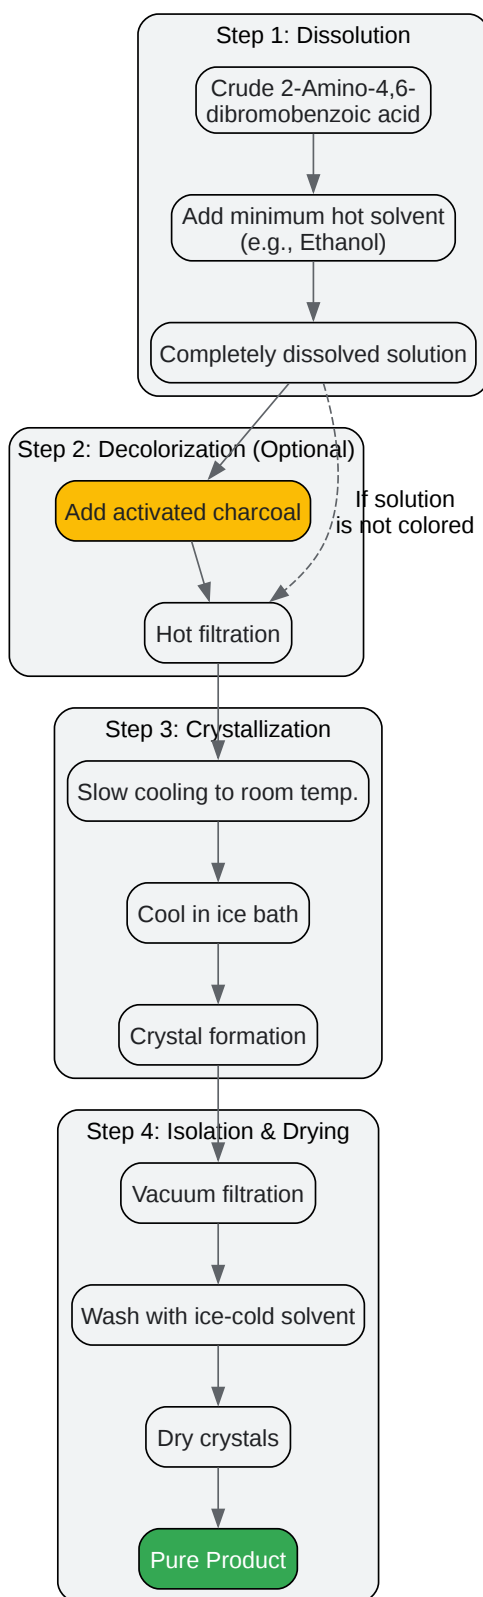 Step 1: Dissolution
Crude 2-Amino-4,6-
dibromobenzoic acid
Add minimum hot solvent
(e.g., Ethanol)
Completely dissolved solution
Step 2: Decolorization (Optional)
Add activated charcoal
If solution
is not colored
Hot filtration
Step 3: Crystallization
Slow cooling to room temp.
Cool in ice bath
Crystal formation
Step 4: Isolation & Drying
Vacuum filtration
Wash with ice-cold solvent
Dry crystals
Pure Product